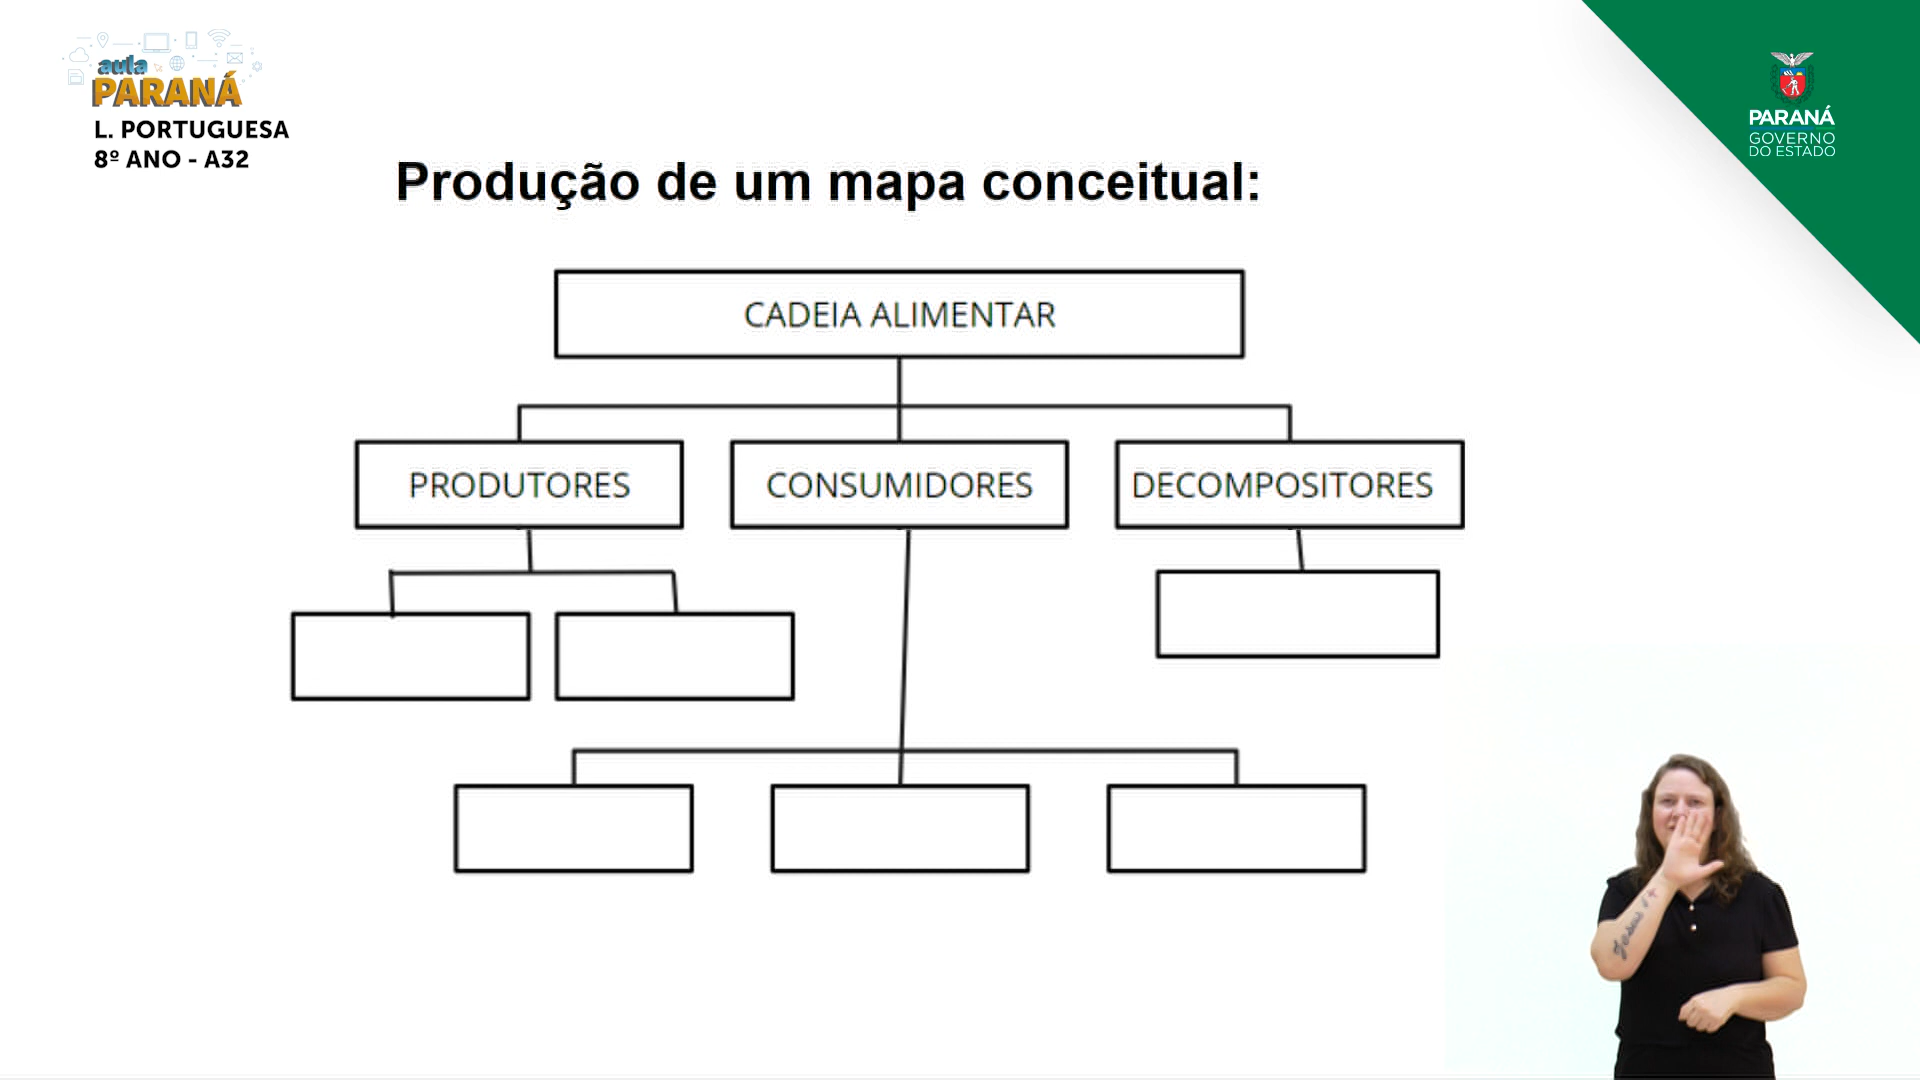 aula
PARANÁ
L. PORTUGUESA
8º ANO - A32
PARANÁ
GOVERNO
DO ESTADO
Produção de um mapa conceitual:
CADEIA ALIMENTAR
PRODUTORES
CONSUMIDORES
DECOMPOSITORES
Jesus